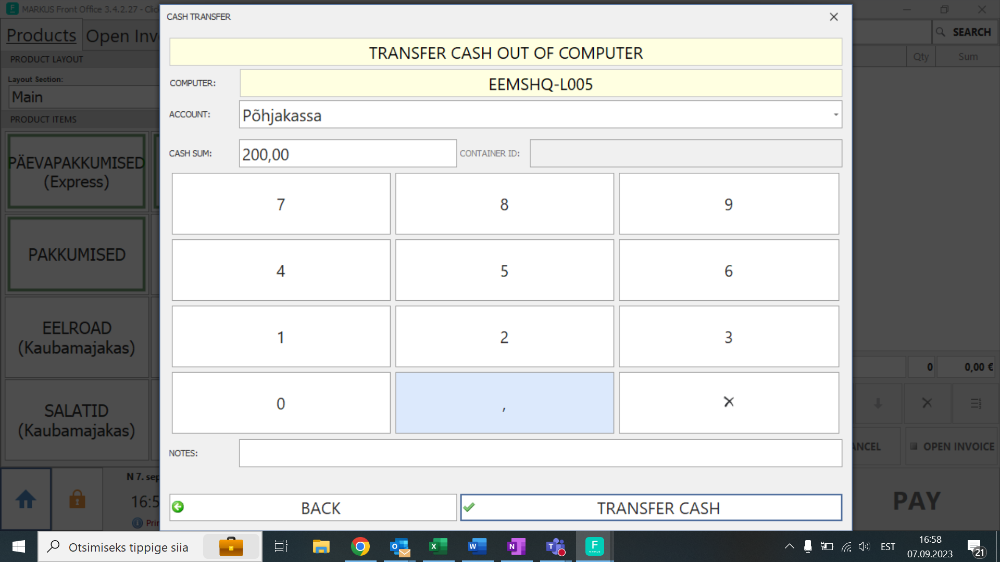 MARKUS Front Office 3.4.2.27 - Clic
Products
Open Inv
PRODUCT LAYOUT
Layout Section:
Main
PRODUCT ITEMS
PÄEVAPAKKUMISED
(Express)
PAKKUMISED
EELROAD
(Kaubamajakas)
SALATID
(Kaubamajakas)
N 7. sep
16:5
Prin
CASH TRANSFER
TRANSFER CASH OUT OF COMPUTER
COMPUTER:
EEMSHQ-L005
ACCOUNT:
Põhjakassa
CASH SUM:
200,00
CONTAINER ID:
7
8
9
4
5
6
1
2
3
0
,
NOTES:
BACK
TRANSFER CASH
SEARCH
Qty
Sum
0
0,00 €
ANCEL
OPEN INVOICE
PAY
Otsimiseks tippige siia
EST
16:58
07.09.2023
21